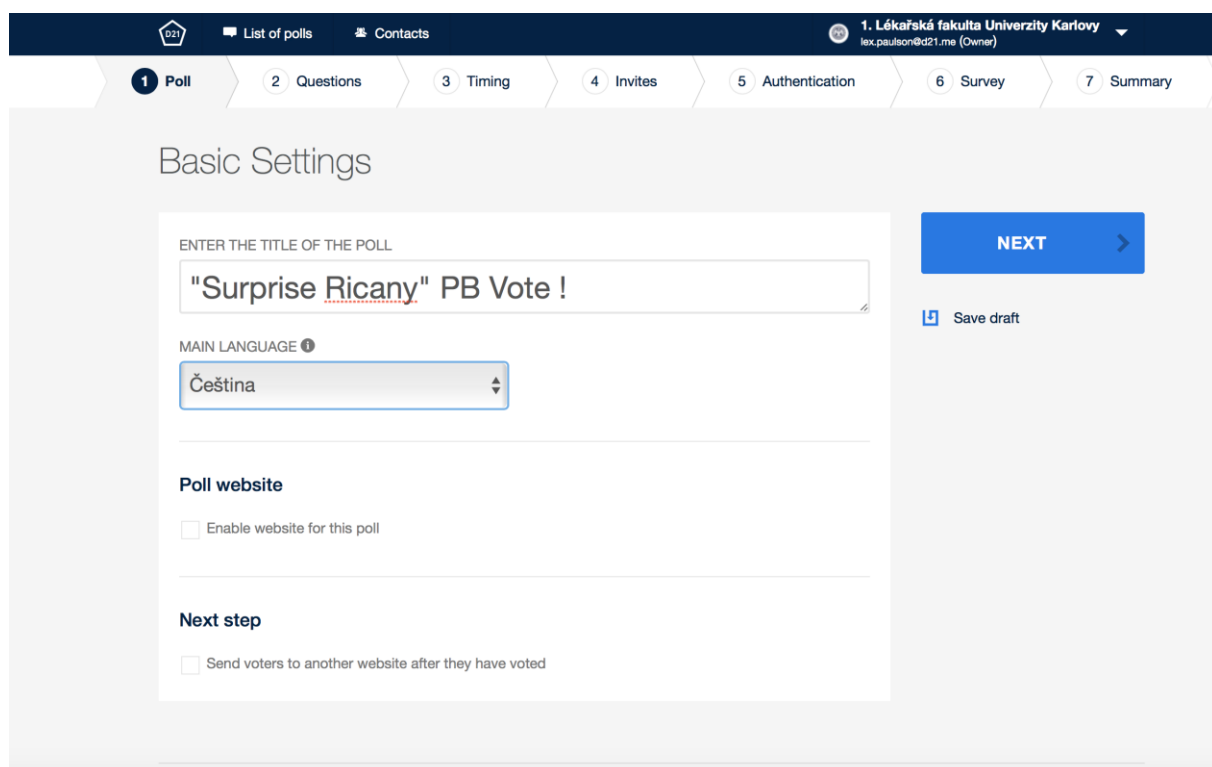 D21
List of polls
Contacts
1. Lékařská fakulta Univerzity Karlovy
lex.paulson@d21.me (Owner)
1 Poll
2 Questions
3 Timing
4 Invites
5 Authentication
6 Survey
7 Summary
Basic Settings
ENTER THE TITLE OF THE POLL
"Surprise Ricany" PB Vote !
NEXT
Save draft
MAIN LANGUAGE
Čeština
Poll website
Enable website for this poll
Next step
Send voters to another website after they have voted